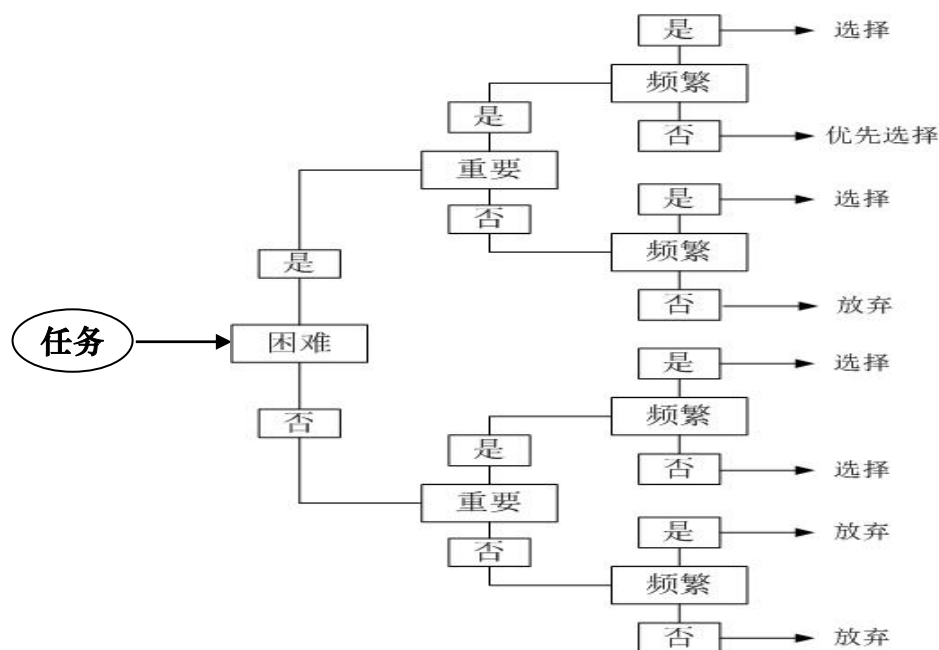 是 选择
频繁
是
否 优先选择
重要
是 选择
否
频繁
是
否 放弃
任务 困难
是 选择
否
频繁
是
否 选择
重要
是 放弃
否
频繁
否 放弃